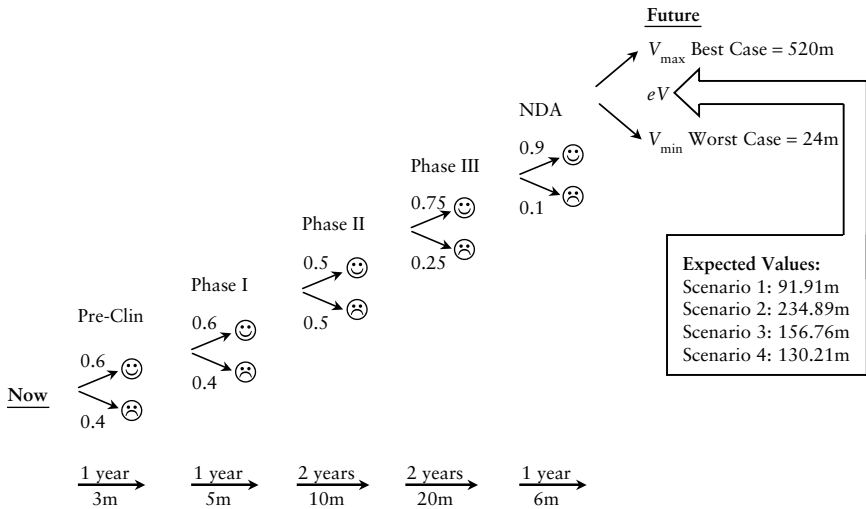 Future
Vmax Best Case = 520m
eV
Vmin Worst Case = 24m
NDA
0.9
0.1
Phase III
0.75
0.25
Phase II
0.5
0.5
Phase I
0.6
0.4
Pre-Clin
0.6
0.4
Now
Expected Values:
Scenario 1: 91.91m
Scenario 2: 234.89m
Scenario 3: 156.76m
Scenario 4: 130.21m
1 year
3m
1 year
5m
2 years
10m
2 years
20m
1 year
6m